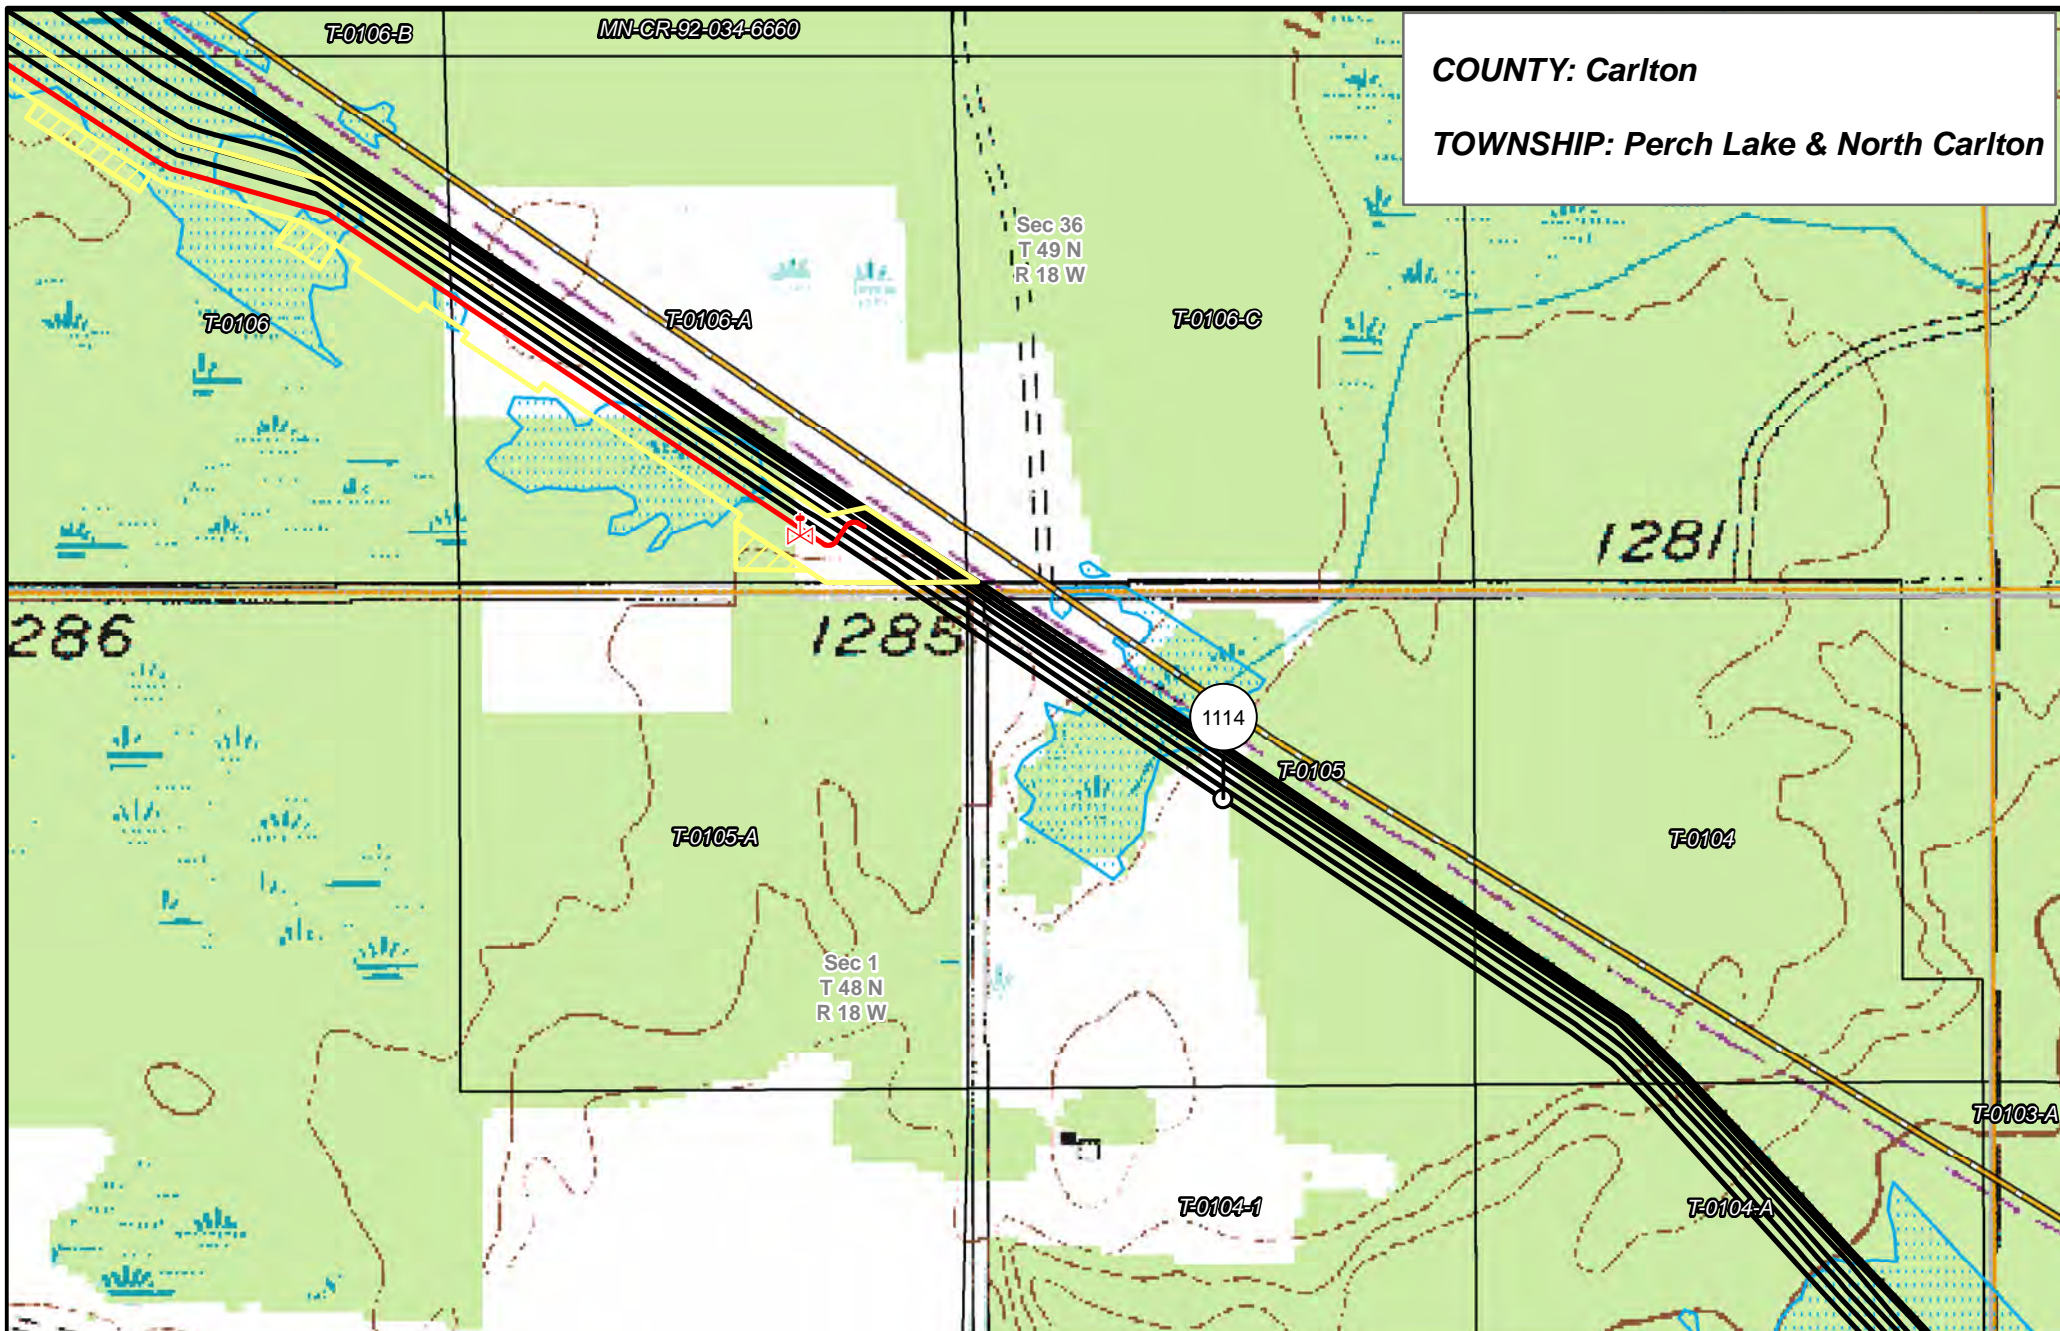 T-0106-B
MN-CR-92-034-6660
COUNTY: Carlton
TOWNSHIP: Perch Lake & North Carlton
Sec 36
T 49 N
R 18 W
T-0106
T-0106-A
T-0106-C
1281
286
1285
1114
T-0105
T-0105-A
T-0104
Sec 1
T 48 N
R 18 W
T-0103-A
T-0104-1
T-0104-A